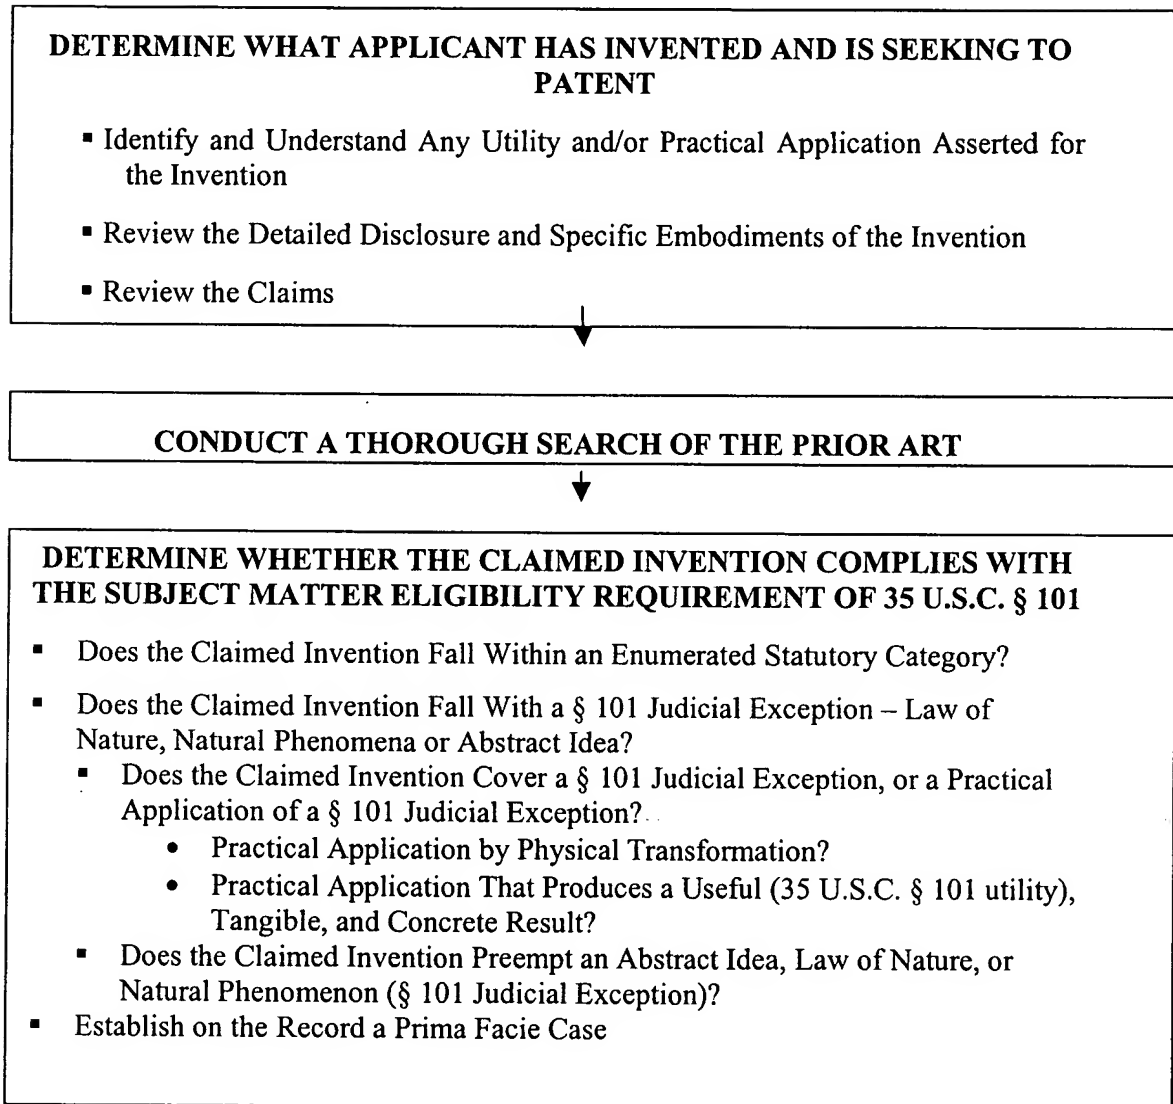 DETERMINE WHAT APPLICANT HAS INVENTED AND IS SEEKING TO
PATENT
▪ Identify and Understand Any Utility and/or Practical Application Asserted for
the Invention
▪ Review the Detailed Disclosure and Specific Embodiments of the Invention
▪ Review the Claims
CONDUCT A THOROUGH SEARCH OF THE PRIOR ART
DETERMINE WHETHER THE CLAIMED INVENTION COMPLIES WITH
THE SUBJECT MATTER ELIGIBILITY REQUIREMENT OF 35 U.S.C. § 101
▪ Does the Claimed Invention Fall Within an Enumerated Statutory Category?
▪ Does the Claimed Invention Fall With a § 101 Judicial Exception – Law of
Nature, Natural Phenomena or Abstract Idea?
▪ Does the Claimed Invention Cover a § 101 Judicial Exception, or a Practical
Application of a § 101 Judicial Exception?
• Practical Application by Physical Transformation?
• Practical Application That Produces a Useful (35 U.S.C. § 101 utility),
Tangible, and Concrete Result?
▪ Does the Claimed Invention Preempt an Abstract Idea, Law of Nature, or
Natural Phenomenon (§ 101 Judicial Exception)?
▪ Establish on the Record a Prima Facie Case